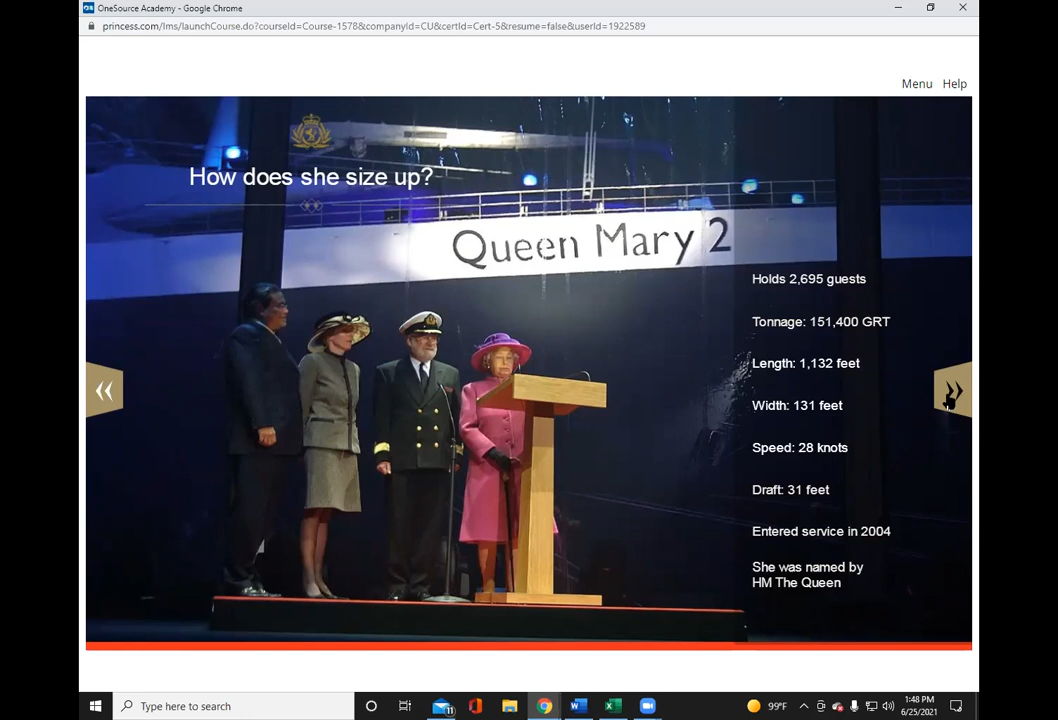 OneSource Academy - Google Chrome
princess.com/lms/launchCourse.do?courseId=Course-1578&companyId=CU&certId=Cert-5&resume=false&userId=1922589
Menu Help
How does she size up?
Queen Mary 2
Holds 2,695 guests
Tonnage: 151,400 GRT
Length: 1,132 feet
Width: 131 feet
Speed: 28 knots
Draft: 31 feet
Entered service in 2004
She was named by
HM The Queen
Type here to search
11
99°F
1:48 PM
6/25/2021